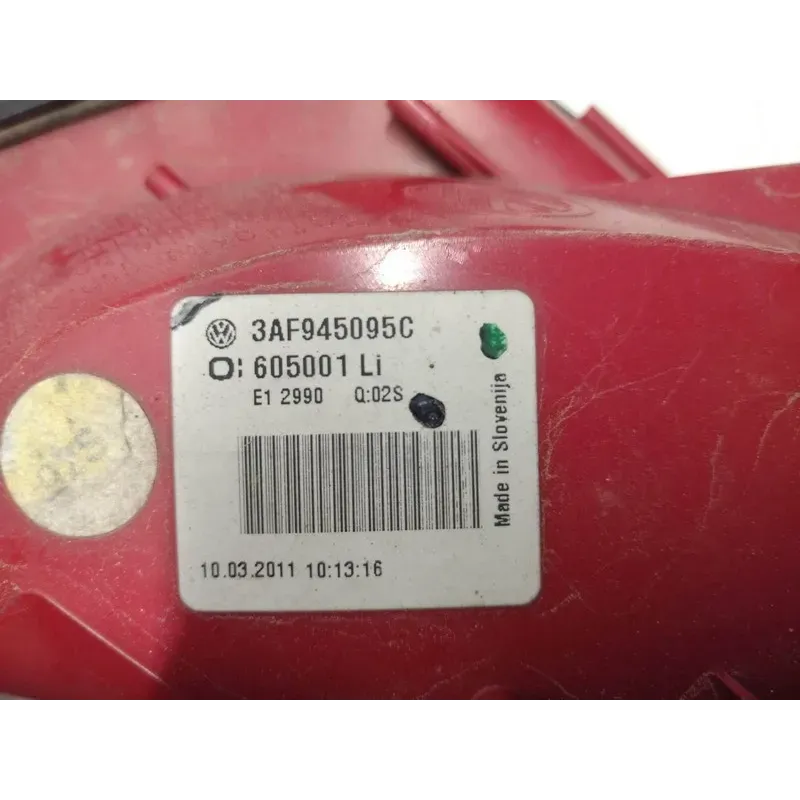 3AF945095C
605001 Li
E1 2990 Q:02S
Made in Slovenija
10.03.2011 10:13:16